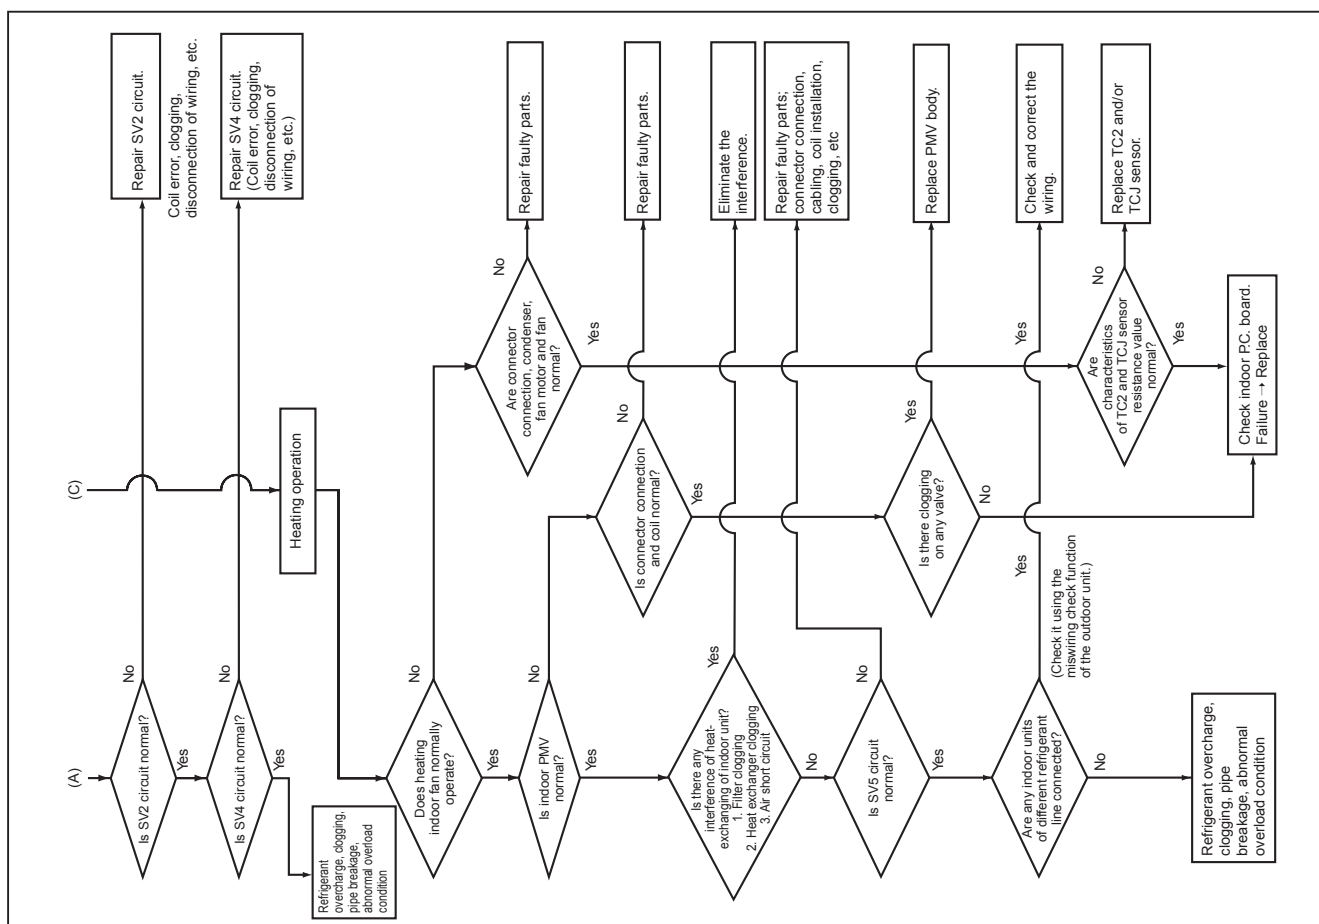 (A)
Is SV2 circuit normal?
No
Repair SV2 circuit.
Coil error, clogging,
disconnection of wiring, etc.
Yes
Is SV4 circuit normal?
No
Repair SV4 circuit.
(Coil error, clogging,
disconnection of
wiring, etc.)
Yes
Refrigerant
overcharge, clogging,
pipe breakage,
abnormal overload
condition
(C)
Heating operation
Does heating
indoor fan normally
operate?
No
Are connector
connection, condenser,
fan motor and fan
normal?
No
Repair faulty parts.
Yes
Yes
Is indoor PMV
normal?
No
Is connector connection
and coil normal?
No
Repair faulty parts.
Yes
Yes
Is there any
interference of heat-
exchanging of indoor unit?
1. Filter clogging
2. Heat exchanger clogging
3. Air short circuit
Yes
Eliminate the
interference.
No
Is SV5 circuit
normal?
No
Repair faulty parts;
connector connection,
cabling, coil installation,
clogging, etc
Yes
Is there clogging
on any valve?
Yes
Replace PMV body.
No
Are any indoor units
of different refrigerant
line connected?
Yes
(Check it using the
miswiring check function
of the outdoor unit.)
Yes
Check and correct the
wiring.
No
Refrigerant overcharge,
clogging, pipe
breakage, abnormal
overload condition
Are
characteristics
of TC2 and TCJ sensor
resistance value
normal?
No
Replace TC2 and/or
TCJ sensor.
Yes
Check indoor P.C. board.
Failure → Replace